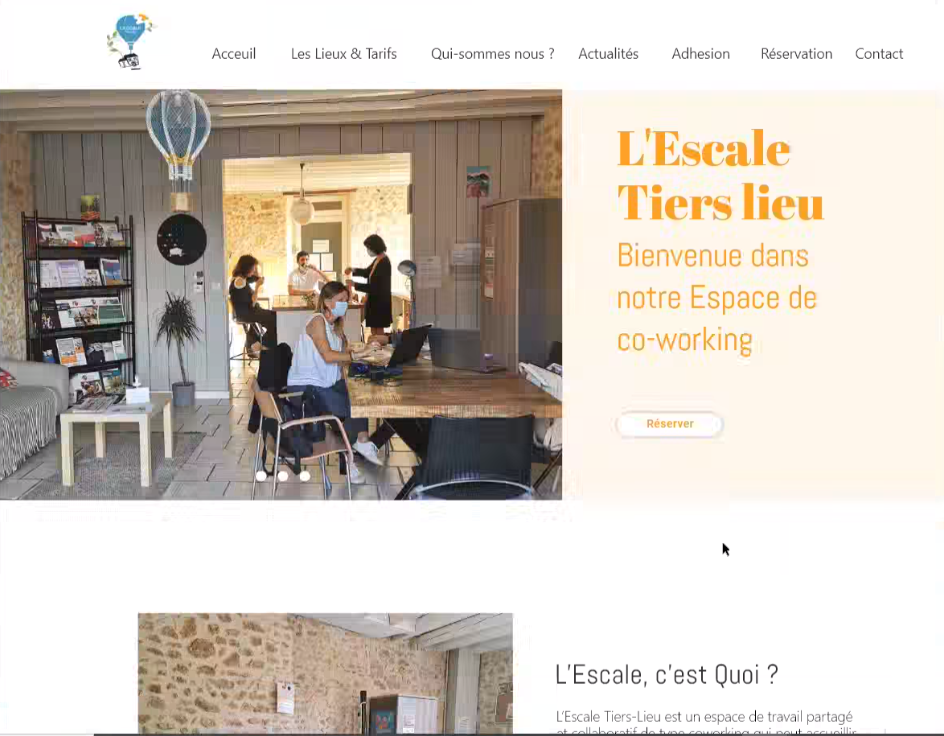 Acceuil Les Lieux & Tarifs Qui-sommes nous ? Actualités Adhesion Réservation Contact
L'Escale
Tiers lieu
Bienvenue dans
notre Espace de
co-working
Réserver
L'Escale, c'est Quoi ?
L'Escale Tiers-Lieu est un espace de travail partagé
et collaboratif de type coworking qui peut accueillir